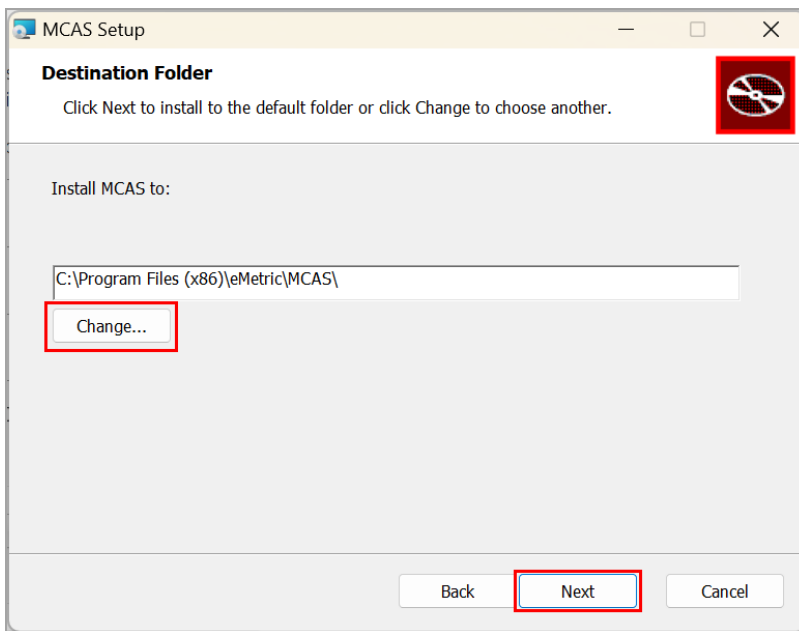 MCAS Setup
Destination Folder
Click Next to install to the default folder or click Change to choose another.
Install MCAS to:
C:\Program Files (x86)\eMetric\MCAS\
Change...
Back
Next
Cancel